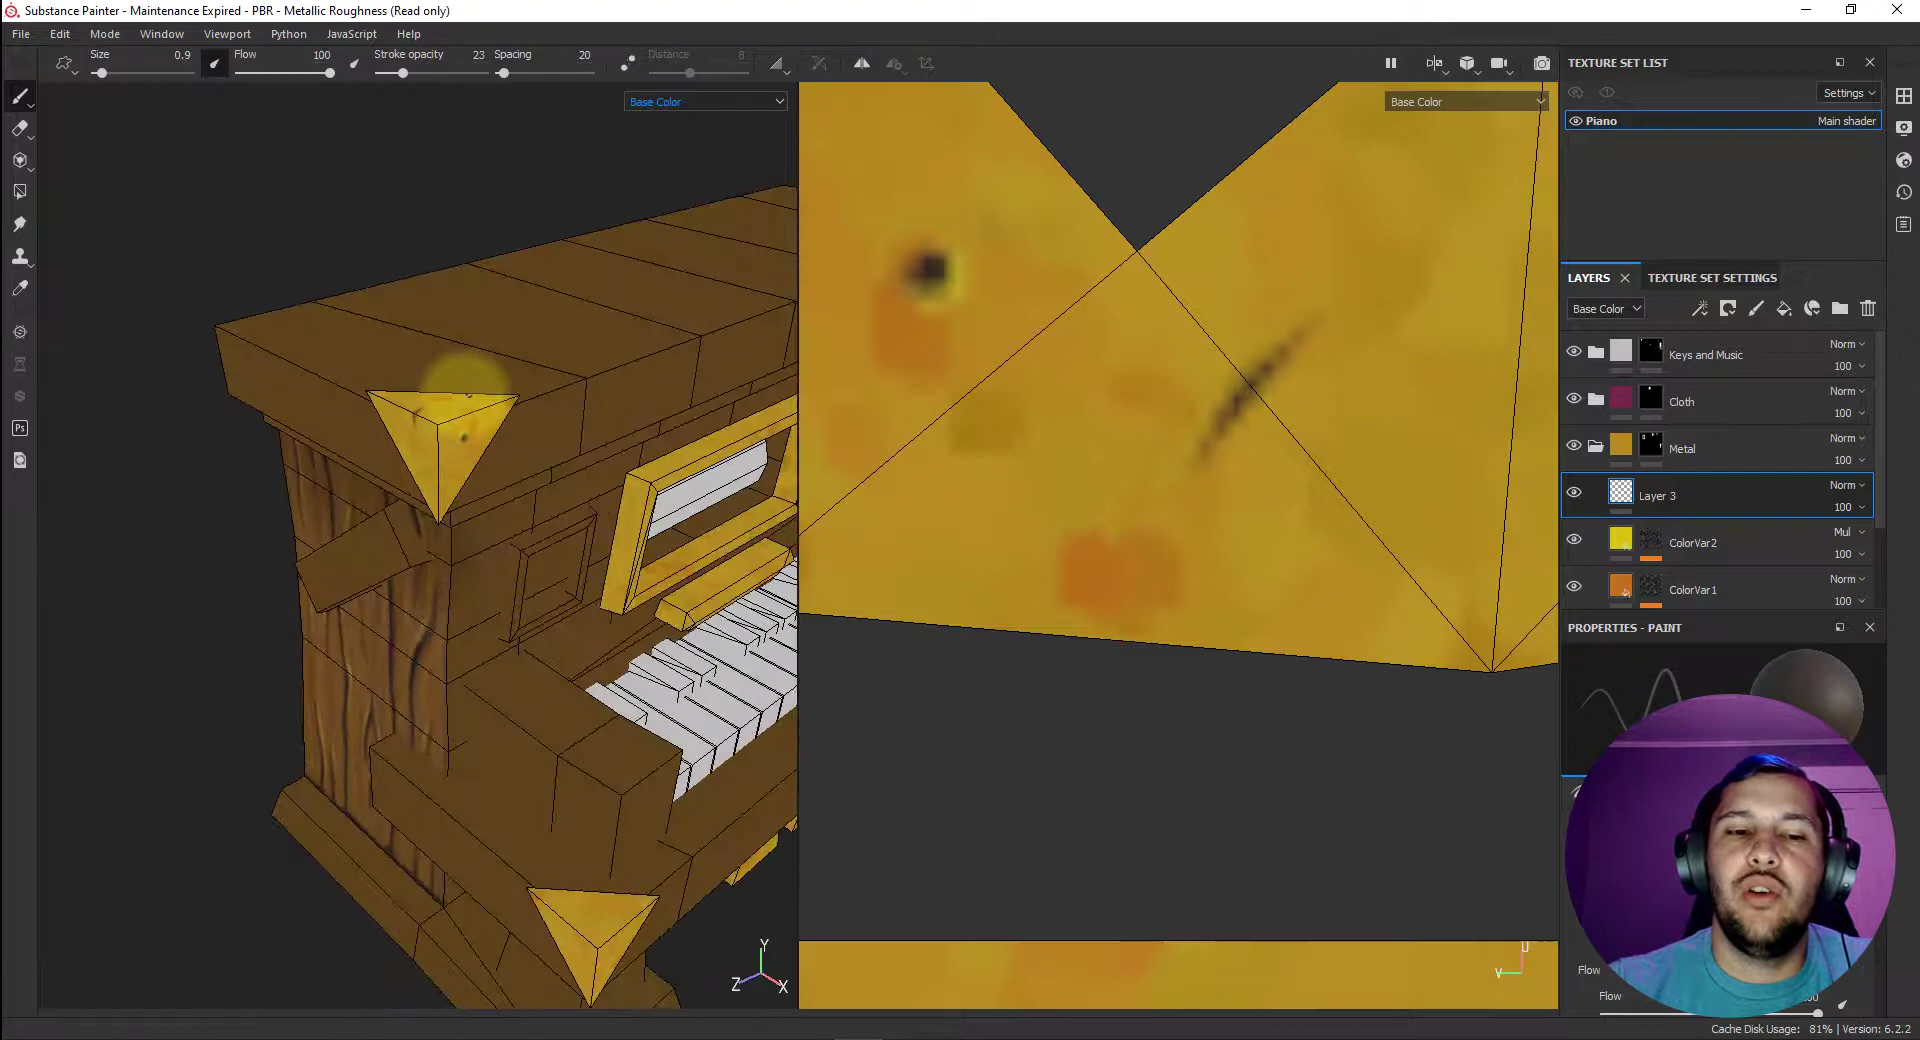 Substance Painter - Maintenance Expired - PBR - Metallic Roughness (Read only)
File Edit Mode Window Viewport Python JavaScript Help
Size 0.9 Flow 100 Stroke opacity 23 Spacing 20 Distance 8
Base Color
Base Color
TEXTURE SET LIST
Settings
Piano Main shader
LAYERS TEXTURE SET SETTINGS
Base Color
Keys and Music Norm 100
Cloth Norm 100
Metal Norm 100
Layer 3 Norm 100
ColorVar2 Mul 100
ColorVar1 Norm 100
PROPERTIES - PAINT
Ps
Y
Z X
U
V
Flow
Flow
Cache Disk Usage: 81% | Version: 6.2.2